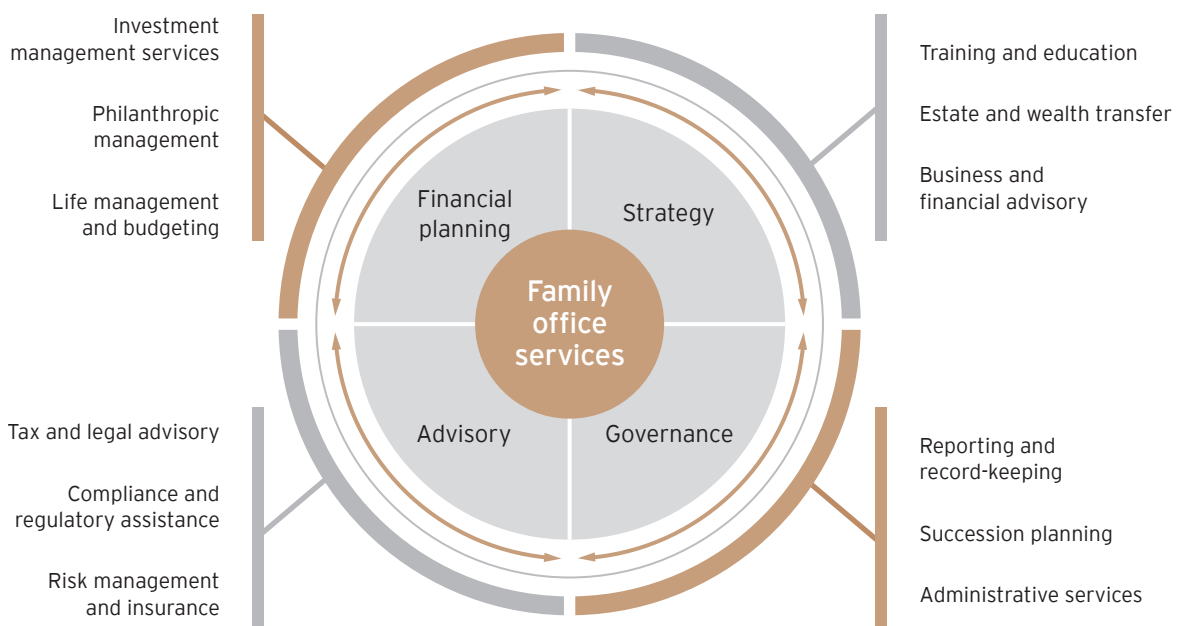 Investment
management services
Philanthropic
management
Life management
and budgeting
Training and education
Estate and wealth transfer
Business and
financial advisory
Financial
planning
Strategy
Family
office
services
Advisory
Governance
Tax and legal advisory
Compliance and
regulatory assistance
Risk management
and insurance
Reporting and
record-keeping
Succession planning
Administrative services